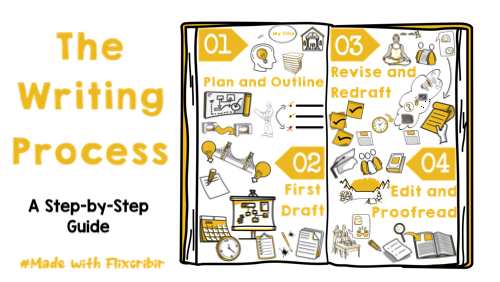 The
Writing
Process
A Step-by-Step
Guide
#Made with Flixcribir
My Title
01
Plan and Outline
02
First
Draft
03
Revise and
Redraft
04
Edit and
Proofread